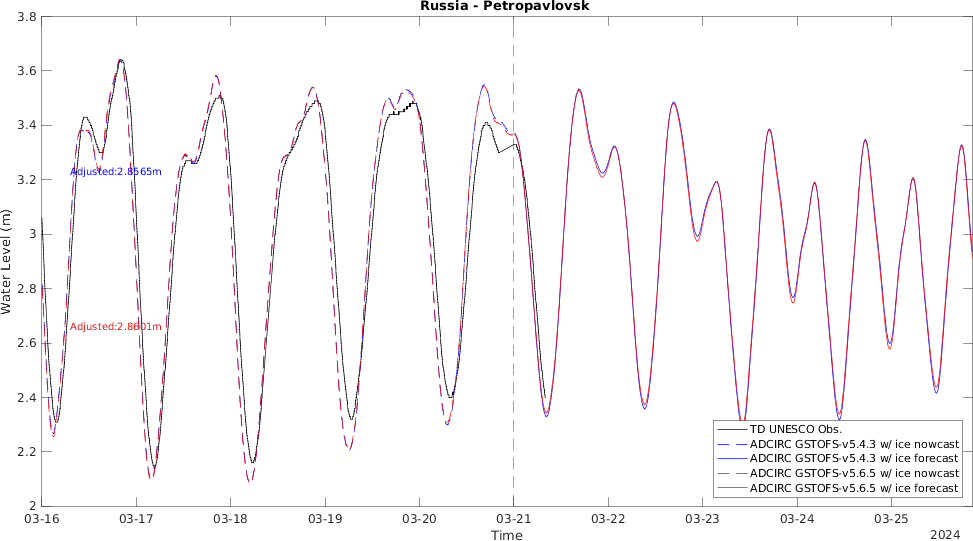 Russia - Petropavlovsk
3.8
3.6
3.4
3.2
3
2.8
2.6
2.4
2.2
2
Water Level (m)
Adjusted:2.8565m
Adjusted:2.8601m
TD UNESCO Obs.
ADCIRC GSTOFS-v5.4.3 w/ ice nowcast
ADCIRC GSTOFS-v5.4.3 w/ ice forecast
ADCIRC GSTOFS-v5.6.5 w/ ice nowcast
ADCIRC GSTOFS-v5.6.5 w/ ice forecast
03-16 03-17 03-18 03-19 03-20 03-21 03-22 03-23 03-24 03-25
Time
2024